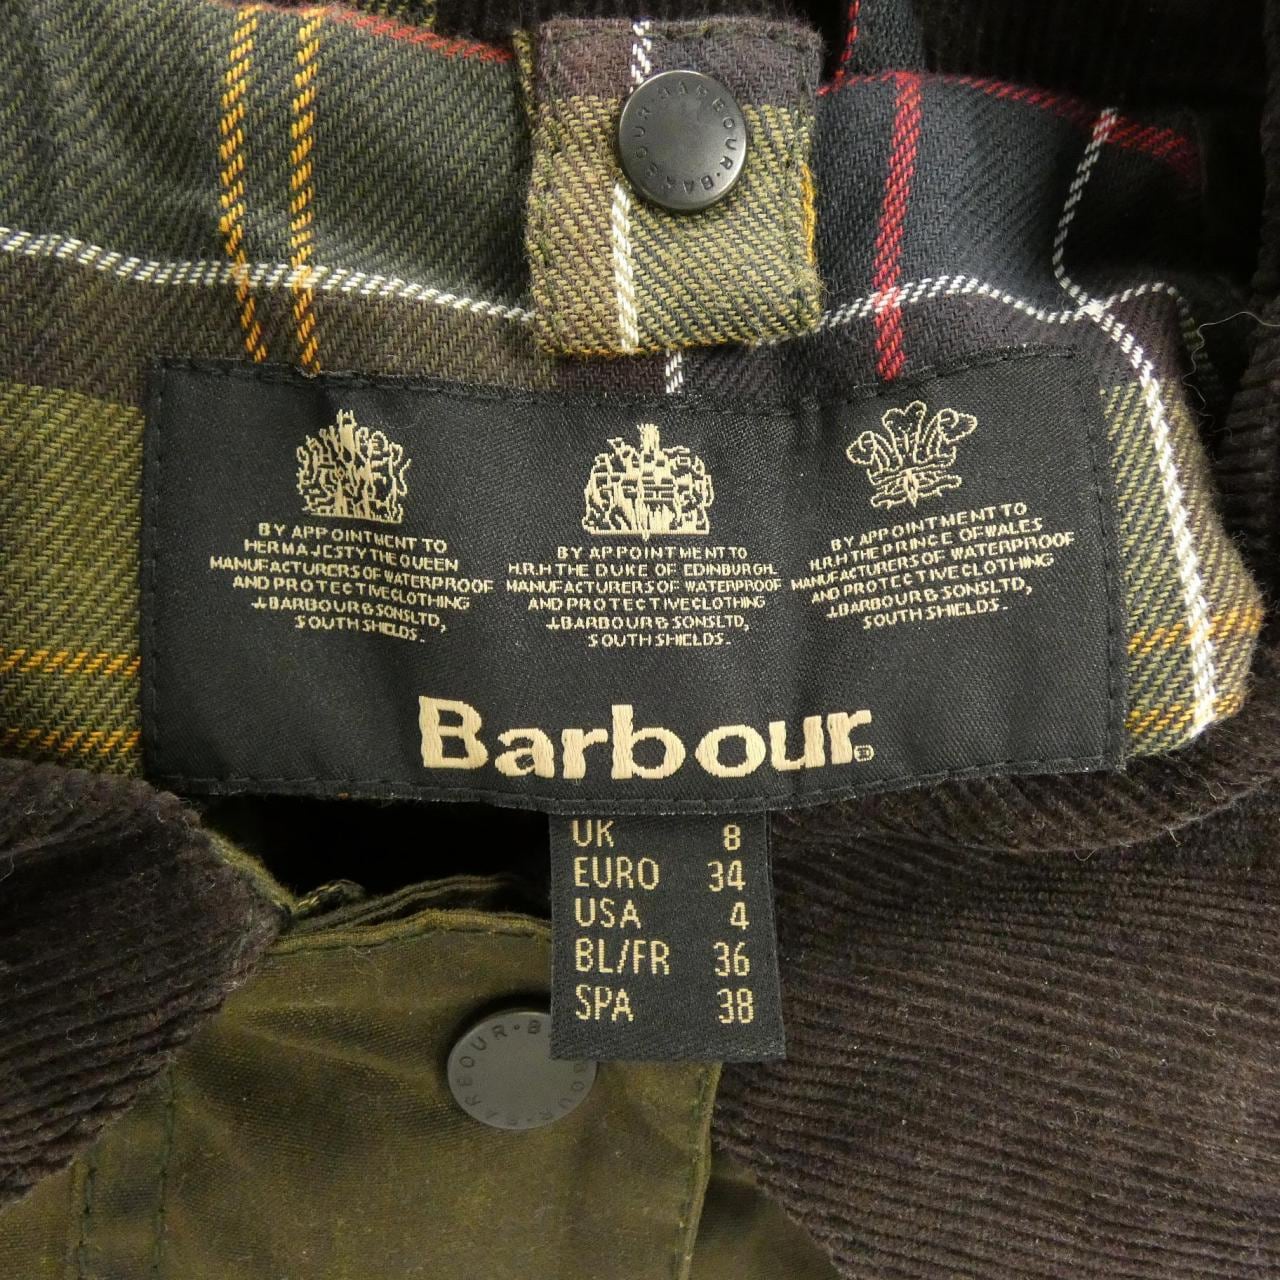 BARBOUR · BARBOUR ·
BY APPOINTMENT TO
HER MAJESTY THE QUEEN
MANUFACTURERS OF WATERPROOF
AND PROTECTIVE CLOTHING
J.BARBOUR & SONS LTD,
SOUTH SHIELDS.
BY APPOINTMENT TO
H.R.H THE DUKE OF EDINBURGH.
MANUFACTURERS OF WATERPROOF
AND PROTECTIVE CLOTHING
J.BARBOUR & SONS LTD,
SOUTH SHIELDS.
BY APPOINTMENT TO
H.R.H THE PRINCE OF WALES
MANUFACTURERS OF WATERPROOF
AND PROTECTIVE CLOTHING
J.BARBOUR & SONS LTD,
SOUTH SHIELDS.
Barbour®
UK 8
EURO 34
USA 4
BL/FR 36
SPA 38
BARBOUR · B